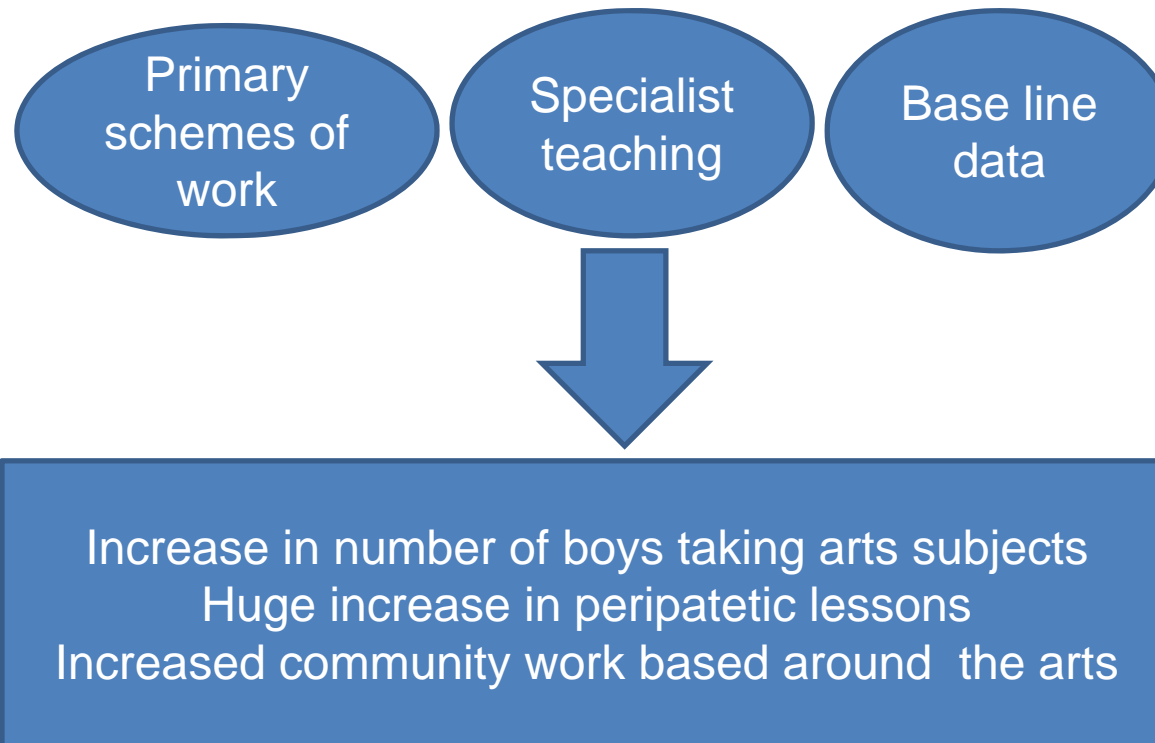 Primary
schemes of
work
Specialist
teaching
Base line
data
Increase in number of boys taking arts subjects
Huge increase in peripatetic lessons
Increased community work based around  the arts